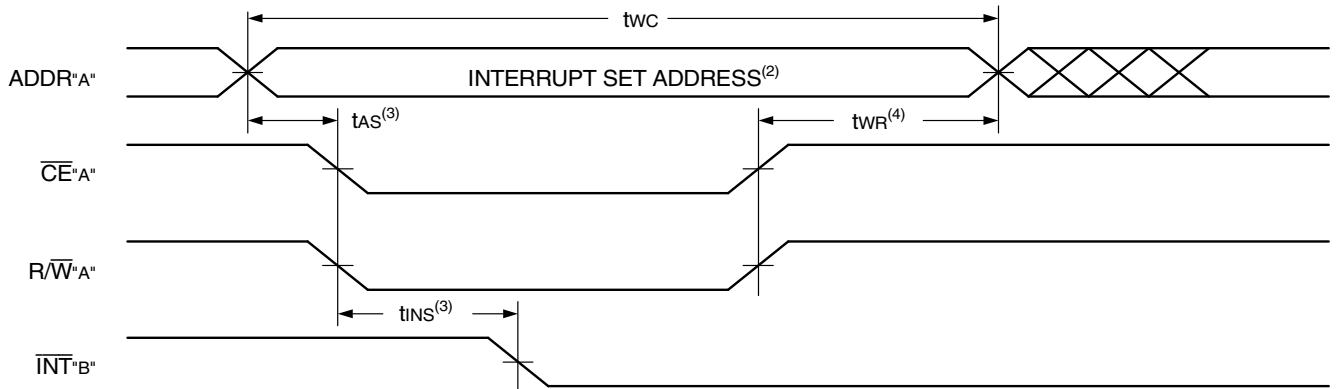 tWC
ADDR"A"
INTERRUPT SET ADDRESS(2)
tAS(3)
tWR(4)
CE"A"
R/W"A"
tINS(3)
INT"B"